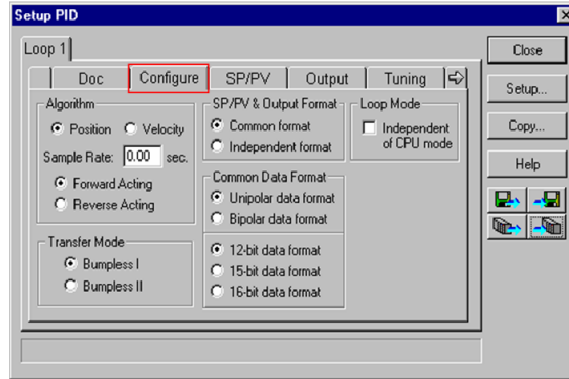 Setup PID
Loop 1
Close
Setup...
Copy...
Help
Doc
Configure
SP/PV
Output
Tuning
Algorithm
Position
Velocity
Sample Rate: 0.00 sec.
Forward Acting
Reverse Acting
Transfer Mode
Bumpless I
Bumpless II
SP/PV & Output Format
Common format
Independent format
Common Data Format
Unipolar data format
Bipolar data format
12-bit data format
15-bit data format
16-bit data format
Loop Mode
Independent
of CPU mode